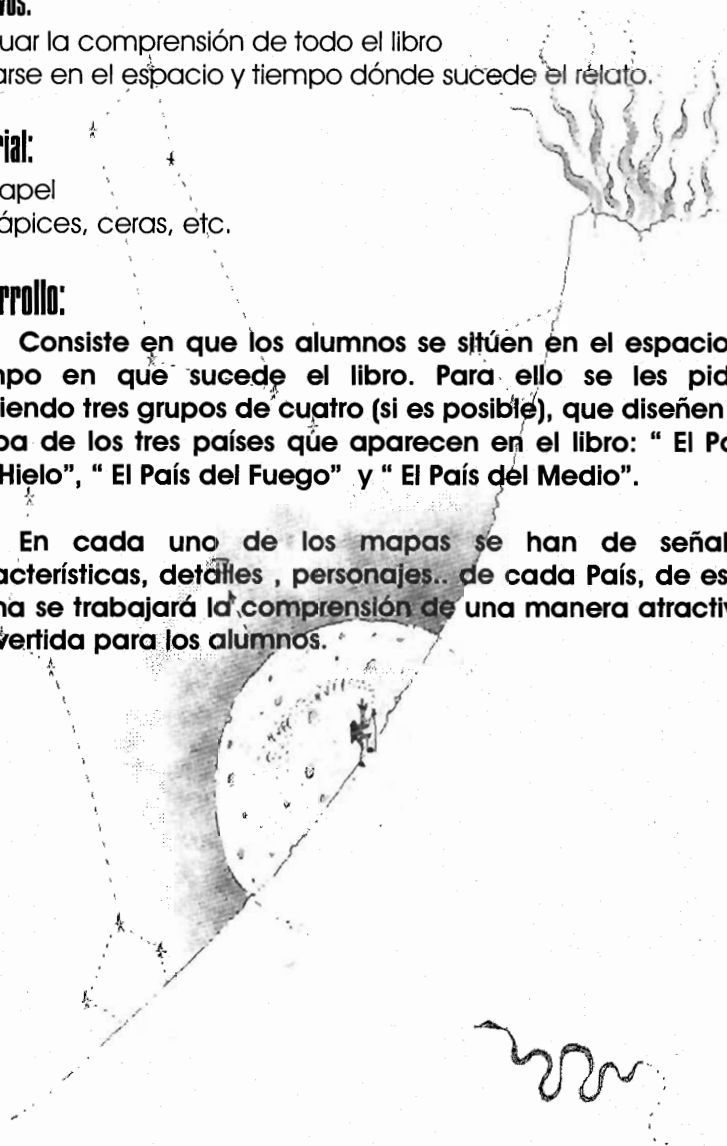 vos:
uar la comprensión de todo el libro
arse en el espacio y tiempo dónde sucede el relato.
rial:
apel
ápices, ceras, etc.
rrollo:
Consiste en que los alumnos se sitúen en el espacio
npo en que sucede el libro. Para ello se les pid
iendo tres grupos de cuatro (si es posible), que diseñen
pa de los tres países que aparecen en el libro: “ El Pa
Hielo”, “ El País del Fuego” y “ El País del Medio”.
En cada uno de los mapas se han de señal
acterísticas, detalles , personajes.. de cada País, de es
na se trabajará la comprensión de una manera atractiv
vertida para los alumnos.